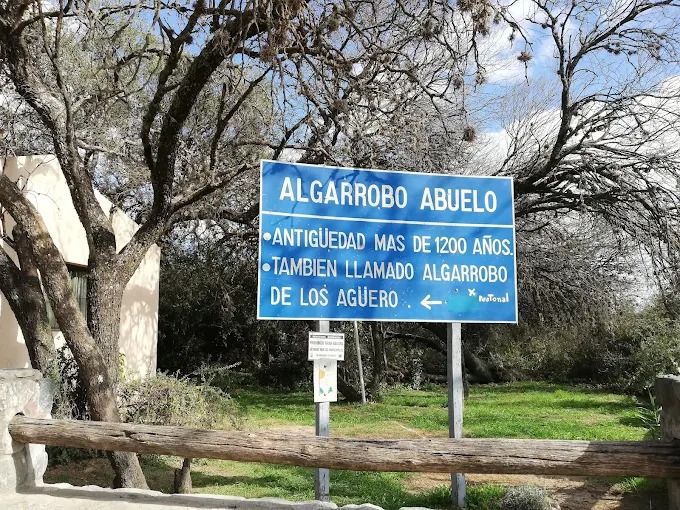 ALGARROBO ABUELO
• ANTIGÜEDAD MAS DE 1200 AÑOS.
• TAMBIEN LLAMADO ALGARROBO
DE LOS AGÜERO. ←